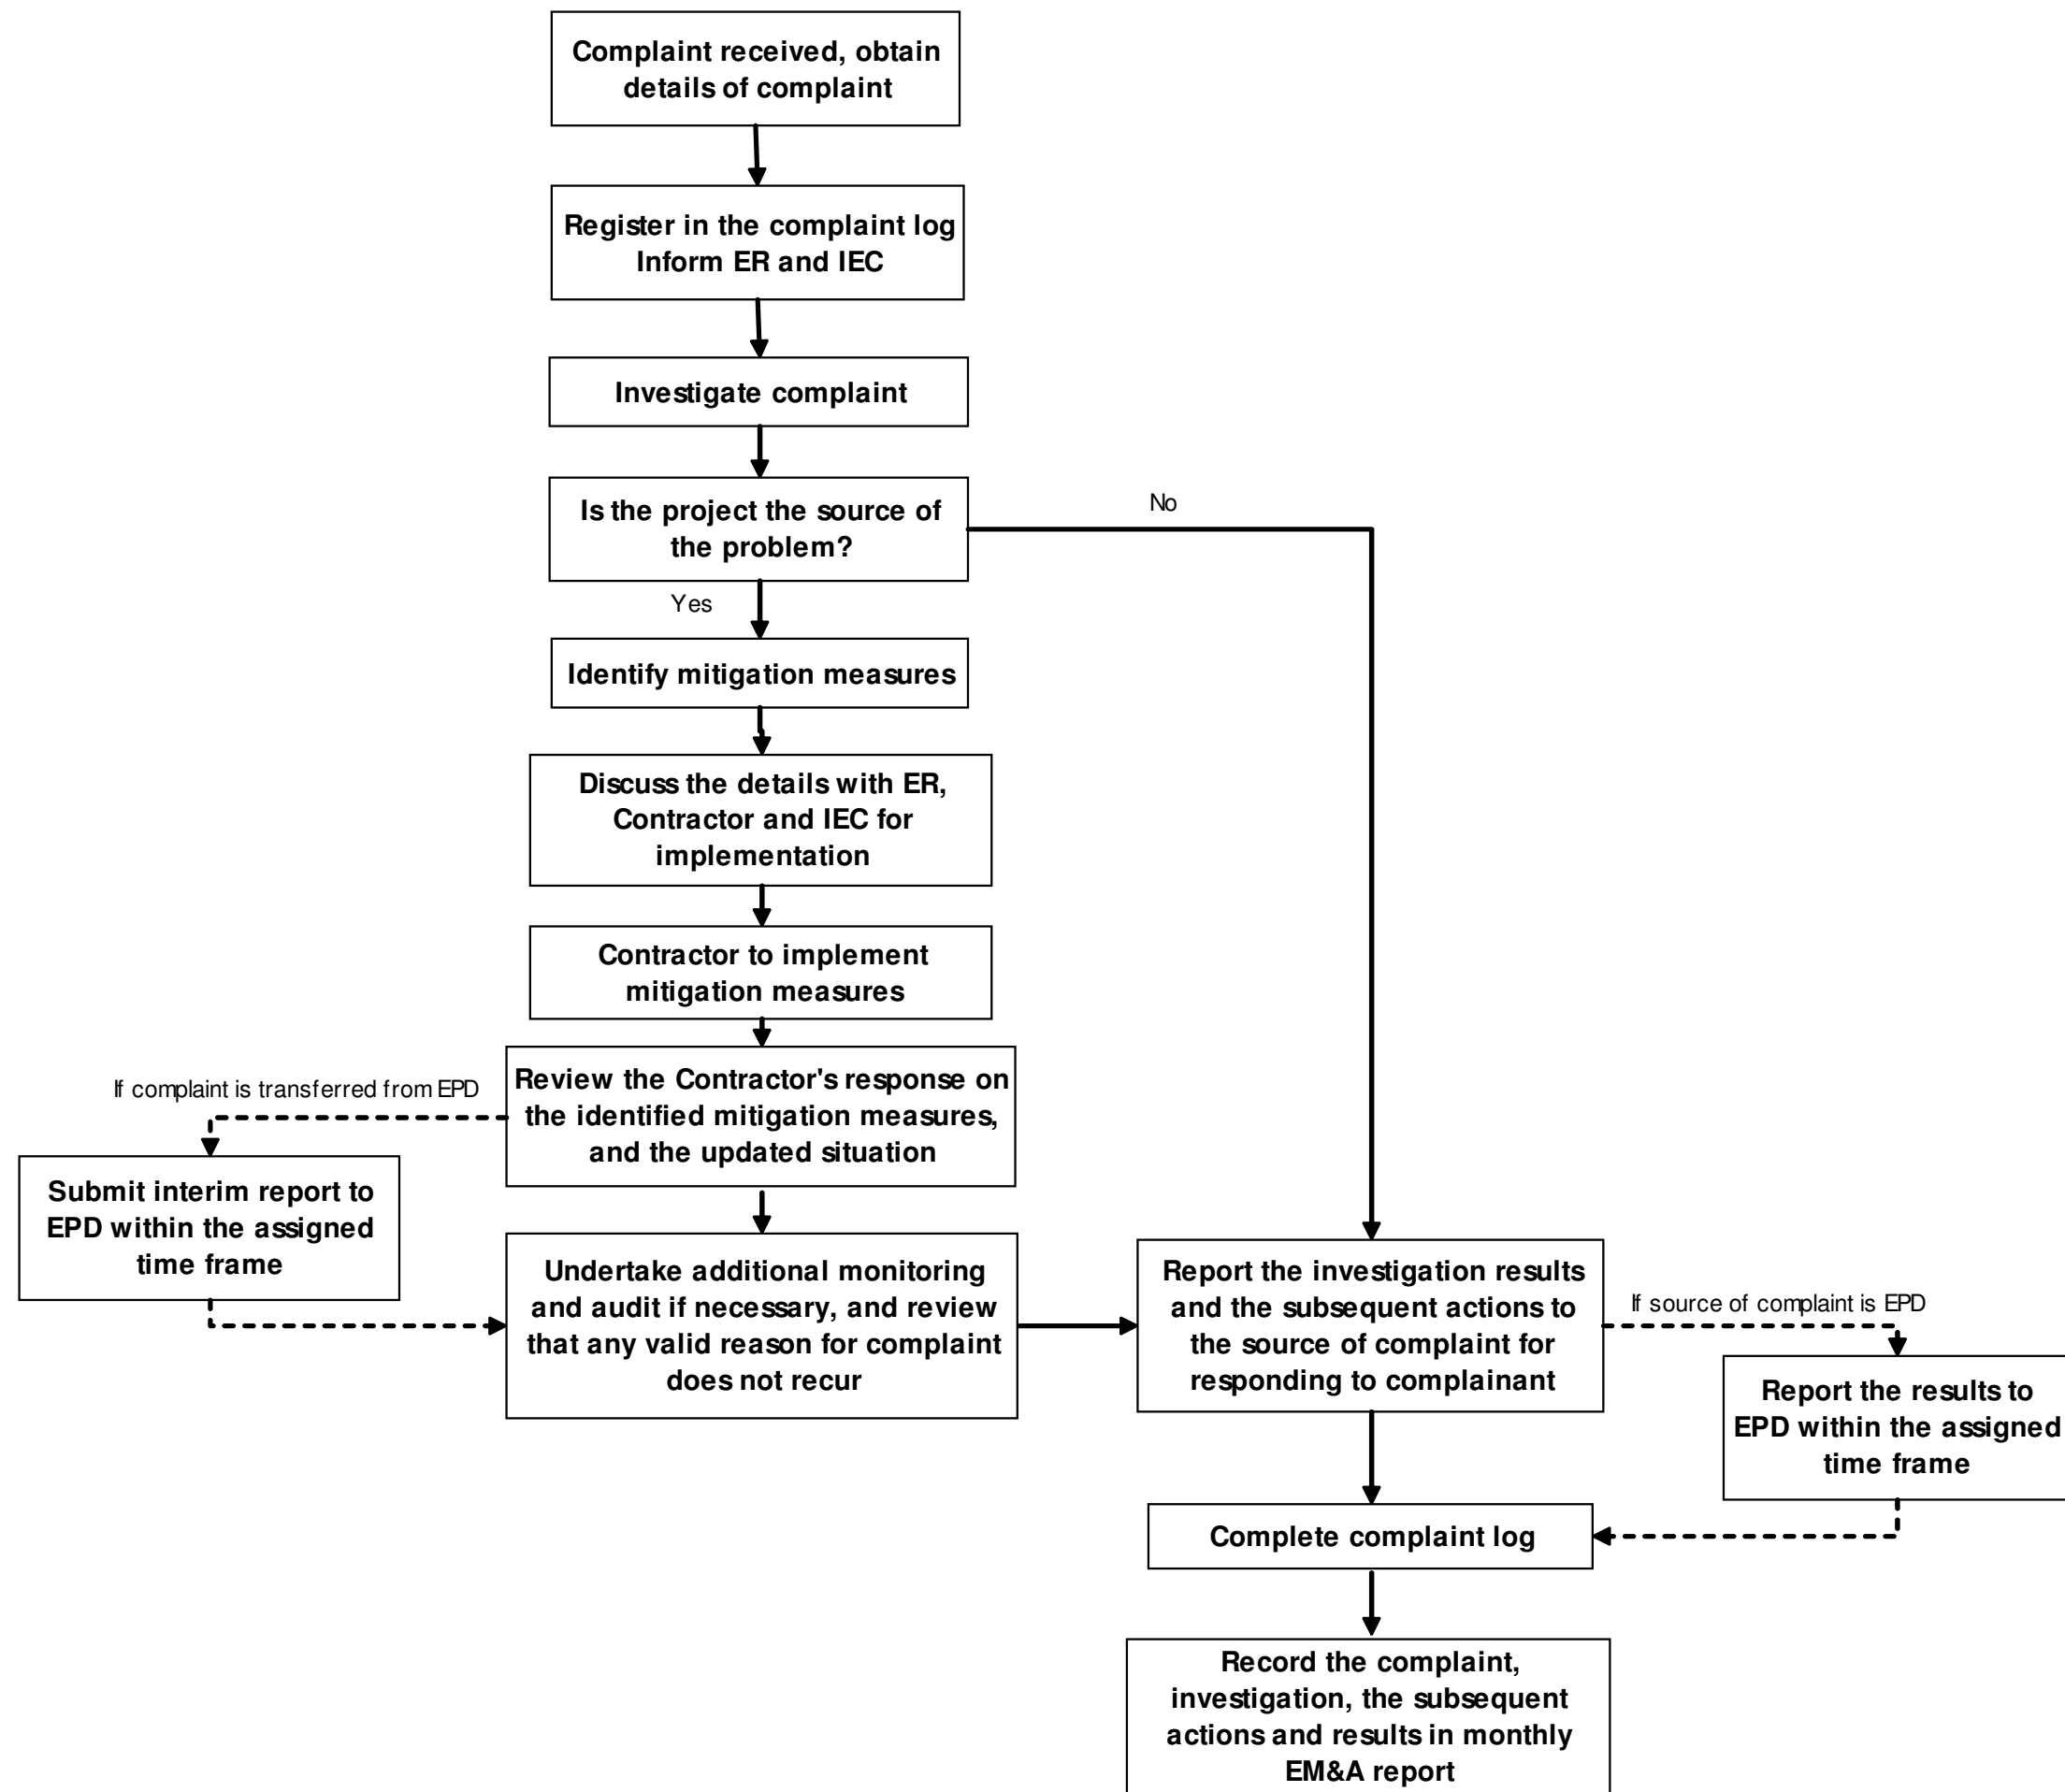 Complaint received, obtain
details of complaint
Register in the complaint log
Inform ER and IEC
Investigate complaint
Is the project the source of
the problem?
No
Yes
Identify mitigation measures
Discuss the details with ER,
Contractor and IEC for
implementation
Contractor to implement
mitigation measures
If complaint is transferred from EPD
Review the Contractor's response on
the identified mitigation measures,
and the updated situation
Submit interim report to
EPD within the assigned
time frame
Undertake additional monitoring
and audit if necessary, and review
that any valid reason for complaint
does not recur
Report the investigation results
and the subsequent actions to
the source of complaint for
responding to complainant
If source of complaint is EPD
Report the results to
EPD within the assigned
time frame
Complete complaint log
Record the complaint,
investigation, the subsequent
actions and results in monthly
EM&A report